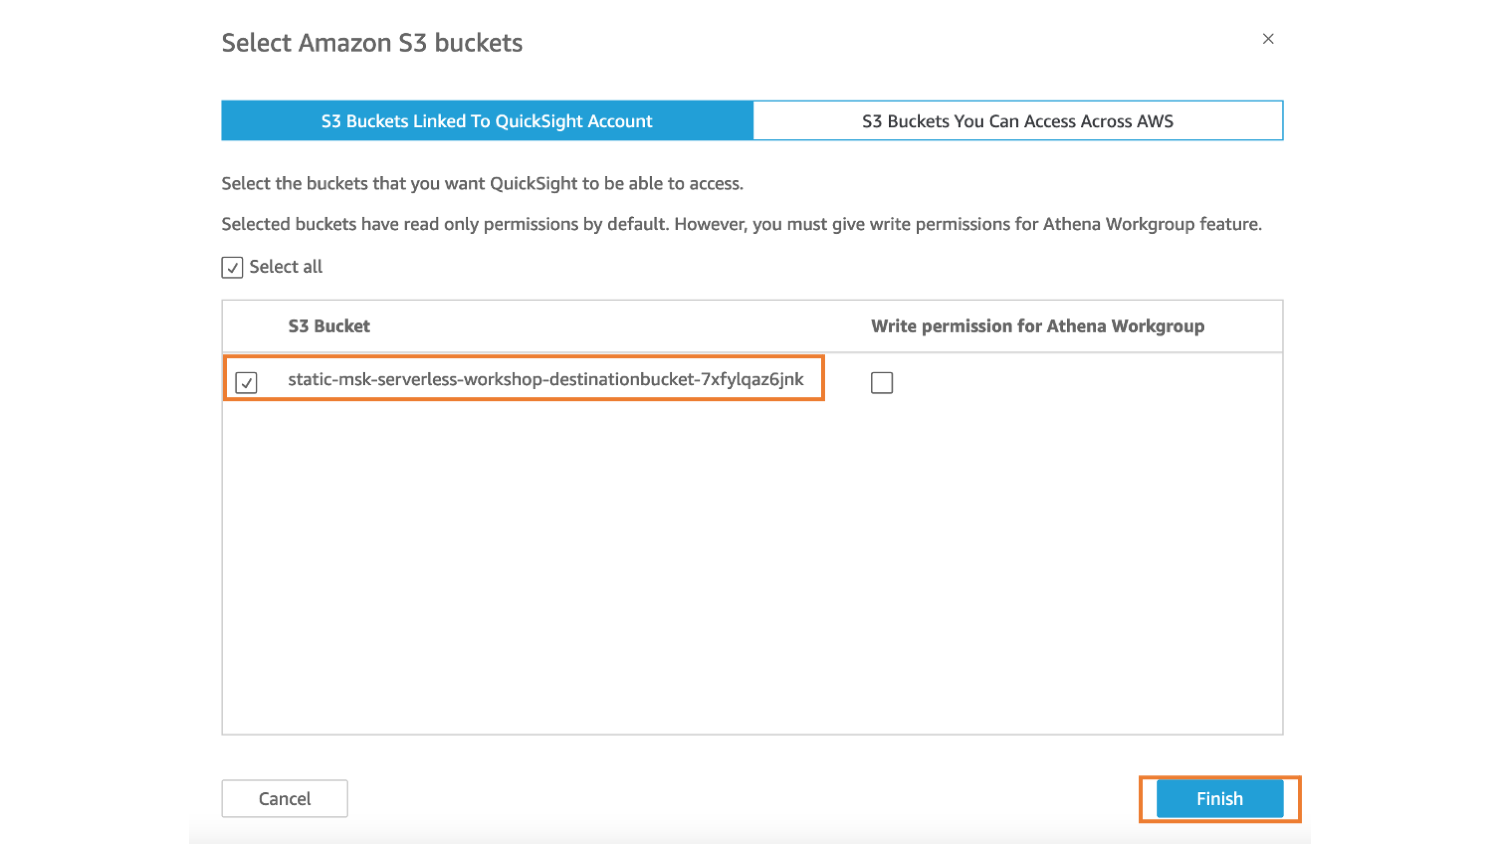 Select Amazon S3 buckets
S3 Buckets Linked To QuickSight Account
S3 Buckets You Can Access Across AWS
Select the buckets that you want QuickSight to be able to access.
Selected buckets have read only permissions by default. However, you must give write permissions for Athena Workgroup feature.
Select all
S3 Bucket
Write permission for Athena Workgroup
static-msk-serverless-workshop-destinationbucket-7xfylqaz6jnk
Cancel
Finish